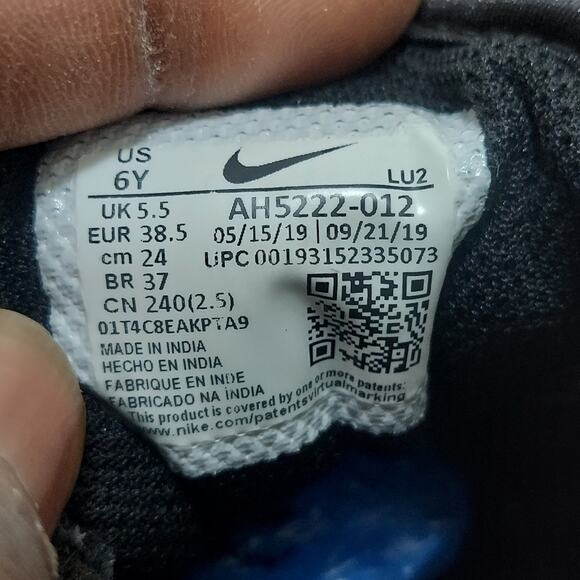 US
6Y
LU2
UK 5.5
AH5222-012
EUR 38.5
05/15/19 | 09/21/19
cm 24
UPC 00193152335073
BR 37
CN 240(2.5)
01T4C8EAKPTA9
MADE IN INDIA
HECHO EN INDIA
FABRIQUE EN INDE
FABRICADO NA INDIA
This product is covered by one or more patents:
www.nike.com/patentsvirtualmarking